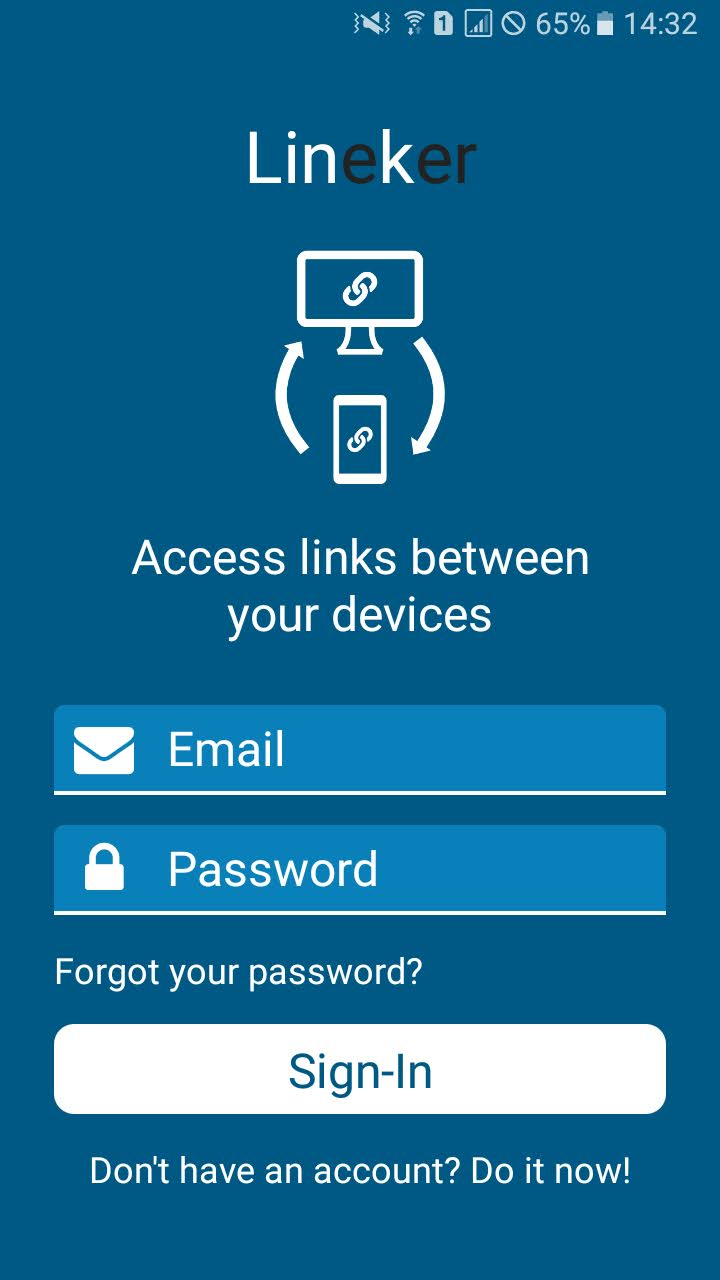 1 65% 14:32
Lineker
Access links between
your devices
Email
Password
Forgot your password?
Sign-In
Don't have an account? Do it now!